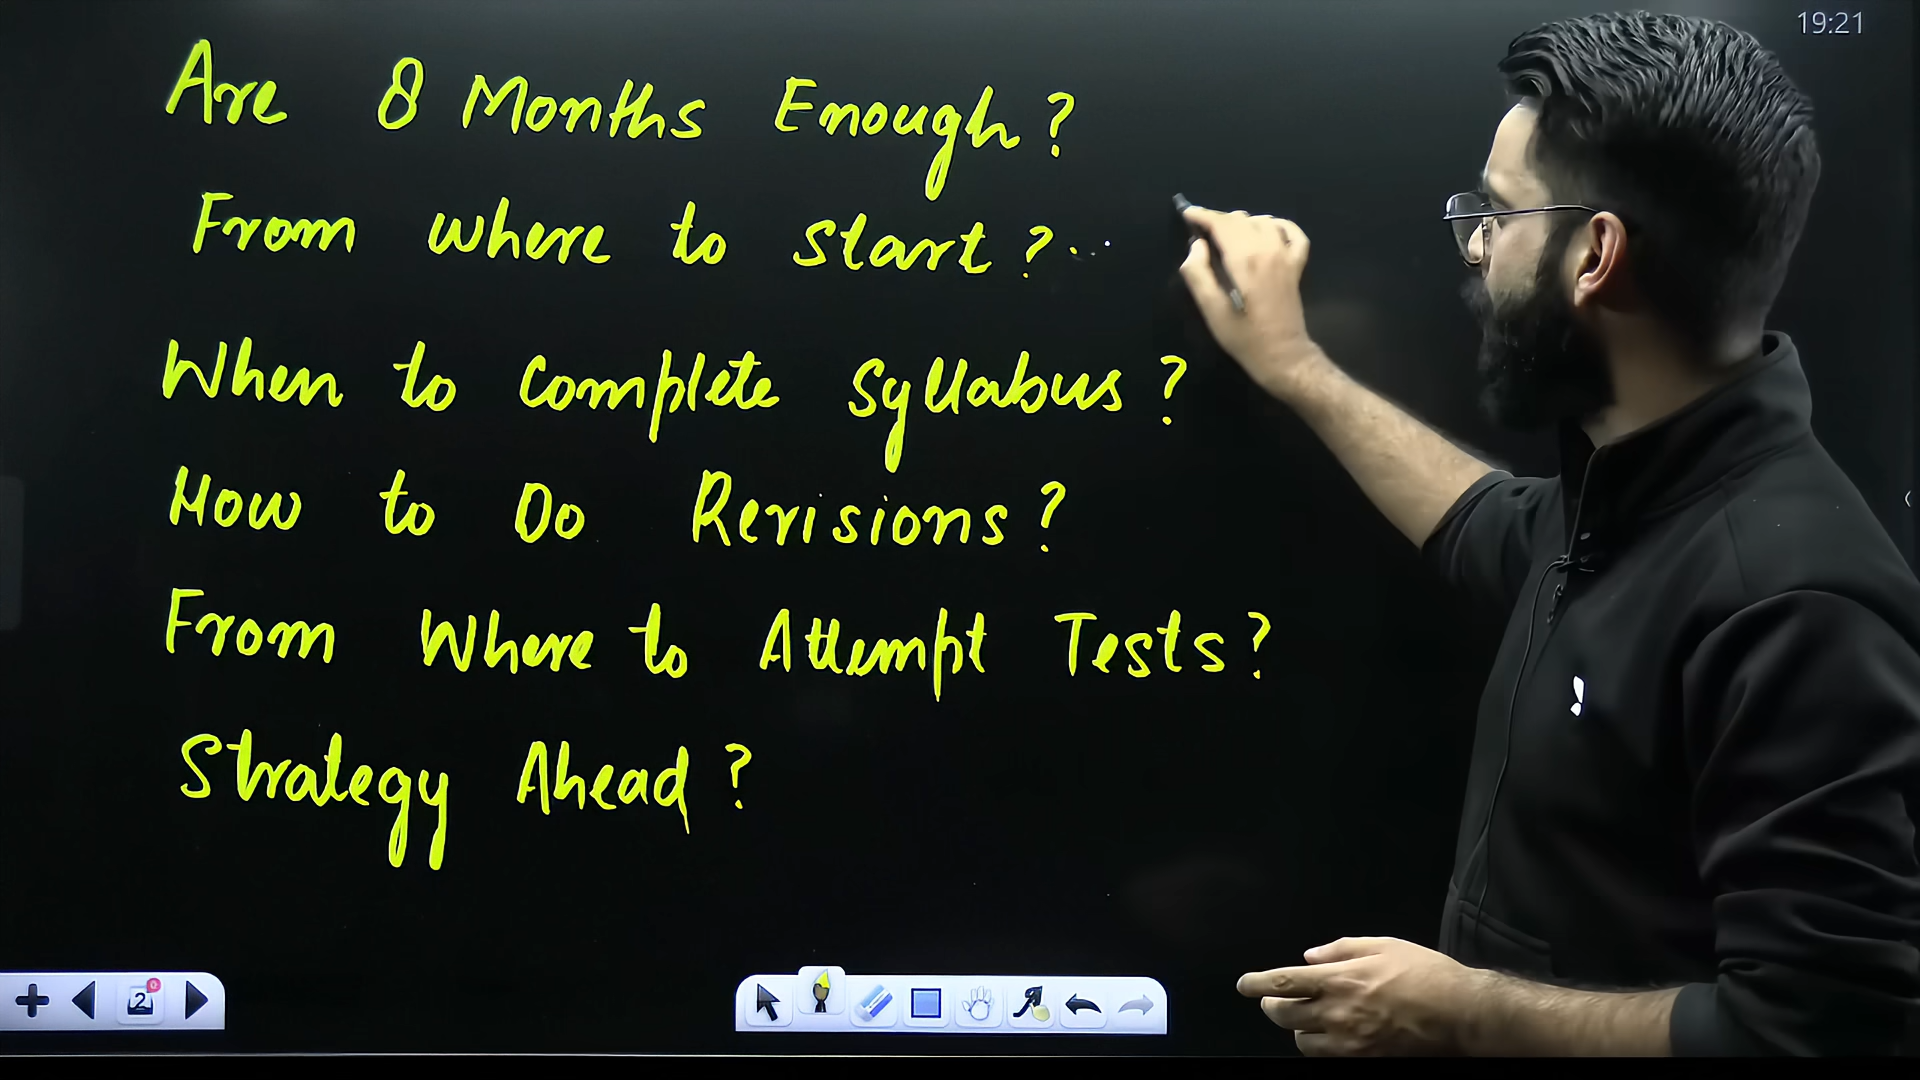 19:21
Are 8 Months Enough?
From where to start?..
When to Complete Syllabus?
How to Do Revisions?
From Where to Attempt Tests?
Strategy Ahead?
2